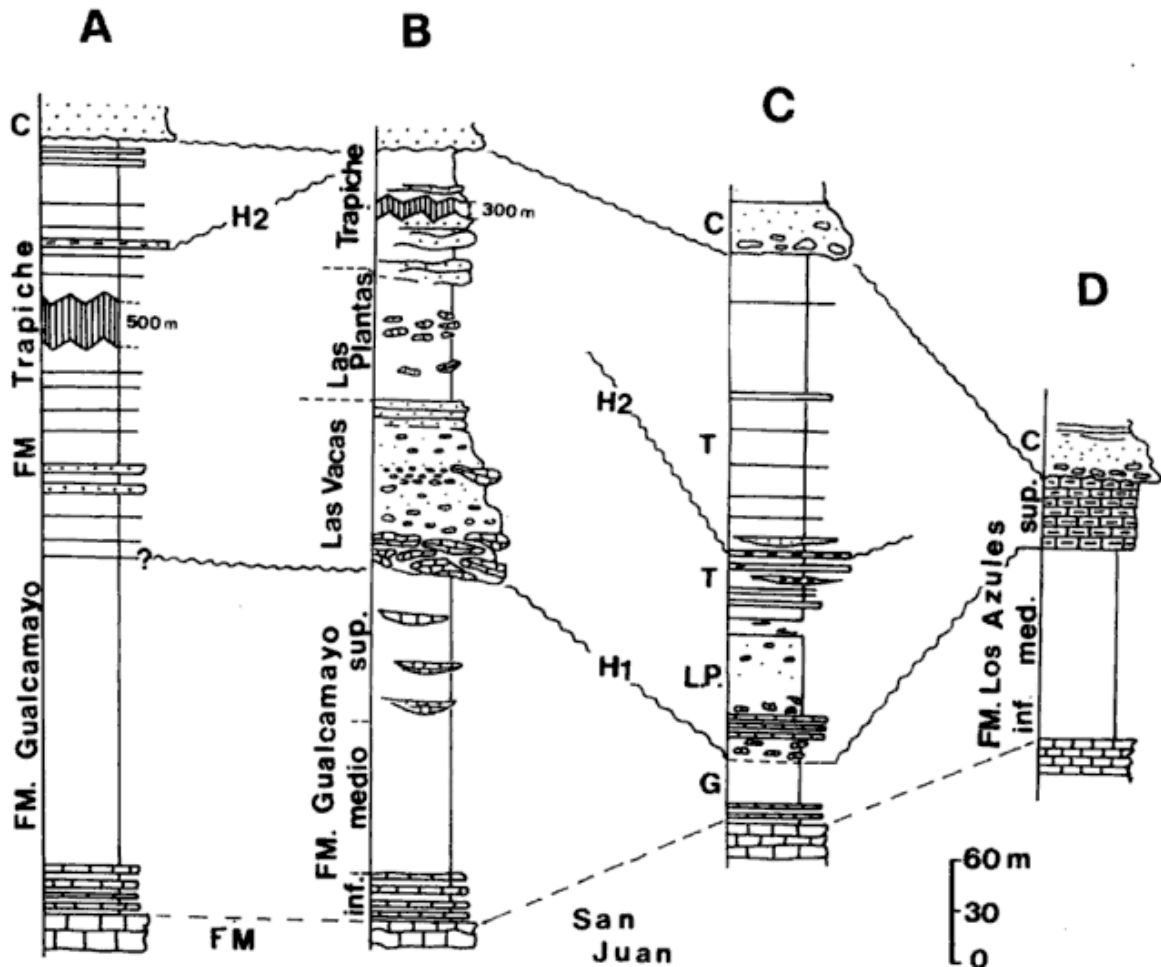 A
B
C
D
C
H2
500 m
FM Trapiche
?
FM. Gualcamayo
FM
Trapiche
300 m
Las Plantas
Las Vacas
FM. Gualcamayo
sup.
medio
inf.
H1
San
Juan
C
H2
T
T
L.P.
G
C
FM. Los Azules
sup.
med.
inf.
60 m
30
0